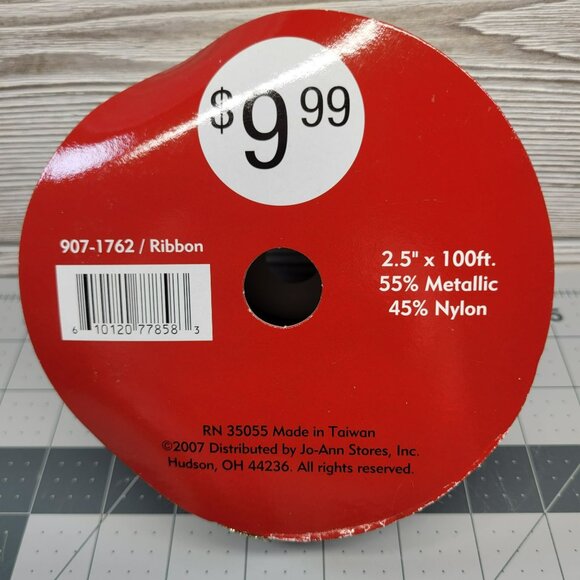 $9.99
907-1762 / Ribbon
6 10120 77858 3
2.5" x 100ft.
55% Metallic
45% Nylon
RN 35055 Made in Taiwan
©2007 Distributed by Jo-Ann Stores, Inc.
Hudson, OH 44236. All rights reserved.